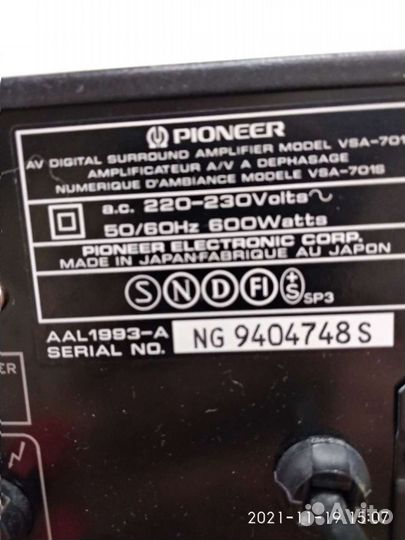 PIONEER
AV DIGITAL SURROUND AMPLIFIER MODEL VSA-701
AMPLIFICATEUR A/V A DEPHASAGE
NUMERIQUE D'AMBIANCE MODELE VSA-701S
a.c. 220-230Volts~
50/60Hz 600Watts
PIONEER ELECTRONIC CORP.
MADE IN JAPAN·FABRIQUE AU JAPON
S N D FI +S SP3
AAL1993-A
SERIAL NO. NG 9404748 S
ER
2021-11-19 15:07
Avito